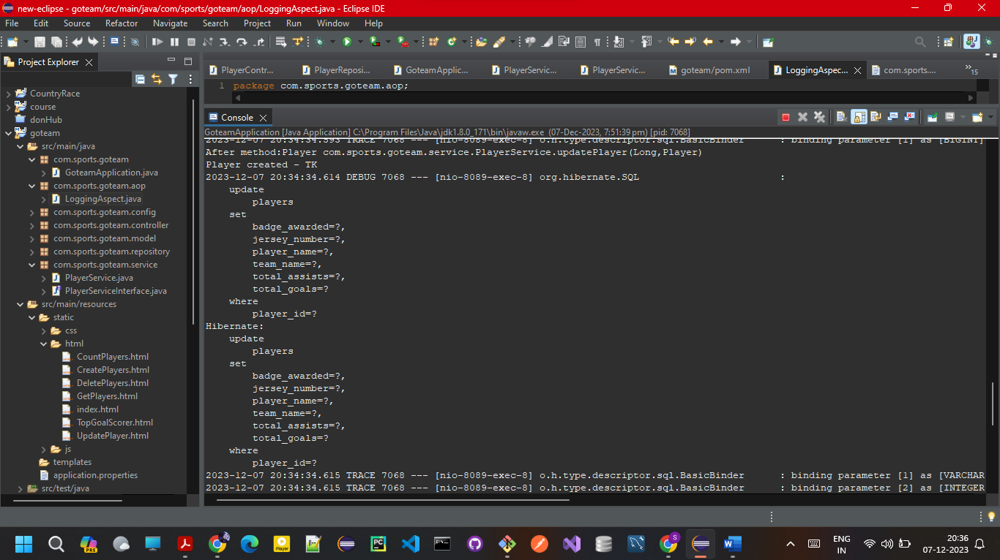 new-eclipse - goteam/src/main/java/com/sports/goteam/aop/LoggingAspect.java - Eclipse IDE
File Edit Source Refactor Navigate Search Project Run Window Help
Project Explorer
CountryRace
course
donHub
goteam
src/main/java
com.sports.goteam
GoteamApplication.java
com.sports.goteam.aop
LoggingAspect.java
com.sports.goteam.config
com.sports.goteam.controller
com.sports.goteam.model
com.sports.goteam.repository
com.sports.goteam.service
PlayerService.java
PlayerServiceInterface.java
src/main/resources
static
css
html
CountPlayers.html
CreatePlayers.html
DeletePlayers.html
GetPlayers.html
index.html
TopGoalScorer.html
UpdatePlayer.html
js
templates
application.properties
src/test/java
PlayerContr... PlayerReposi... GoteamApplic... PlayerServic... PlayerServic... goteam/pom.xml LoggingAspec... com.sports.... »15
1 package com.sports.goteam.aop;
Console
GoteamApplication [Java Application] C:\Program Files\Java\jdk1.8.0_171\bin\javaw.exe (07-Dec-2023, 7:51:39 pm) [pid: 7068]
2023-12-07 20:34:34.593 TRACE 7068 --- [nio-8089-exec-8] o.h.type.descriptor.sql.BasicBinder : binding parameter [1] as [BIGINT]
After method:Player com.sports.goteam.service.PlayerService.updatePlayer(Long,Player)
Player created - TK
2023-12-07 20:34:34.614 DEBUG 7068 --- [nio-8089-exec-8] org.hibernate.SQL :
update
players
set
badge_awarded=?,
jersey_number=?,
player_name=?,
team_name=?,
total_assists=?,
total_goals=?
where
player_id=?
Hibernate:
update
players
set
badge_awarded=?,
jersey_number=?,
player_name=?,
team_name=?,
total_assists=?,
total_goals=?
where
player_id=?
2023-12-07 20:34:34.615 TRACE 7068 --- [nio-8089-exec-8] o.h.type.descriptor.sql.BasicBinder : binding parameter [1] as [VARCHAR
2023-12-07 20:34:34.615 TRACE 7068 --- [nio-8089-exec-8] o.h.type.descriptor.sql.BasicBinder : binding parameter [2] as [INTEGER
PRE
Player
PC
S
ENG
IN
20:36
07-12-2023